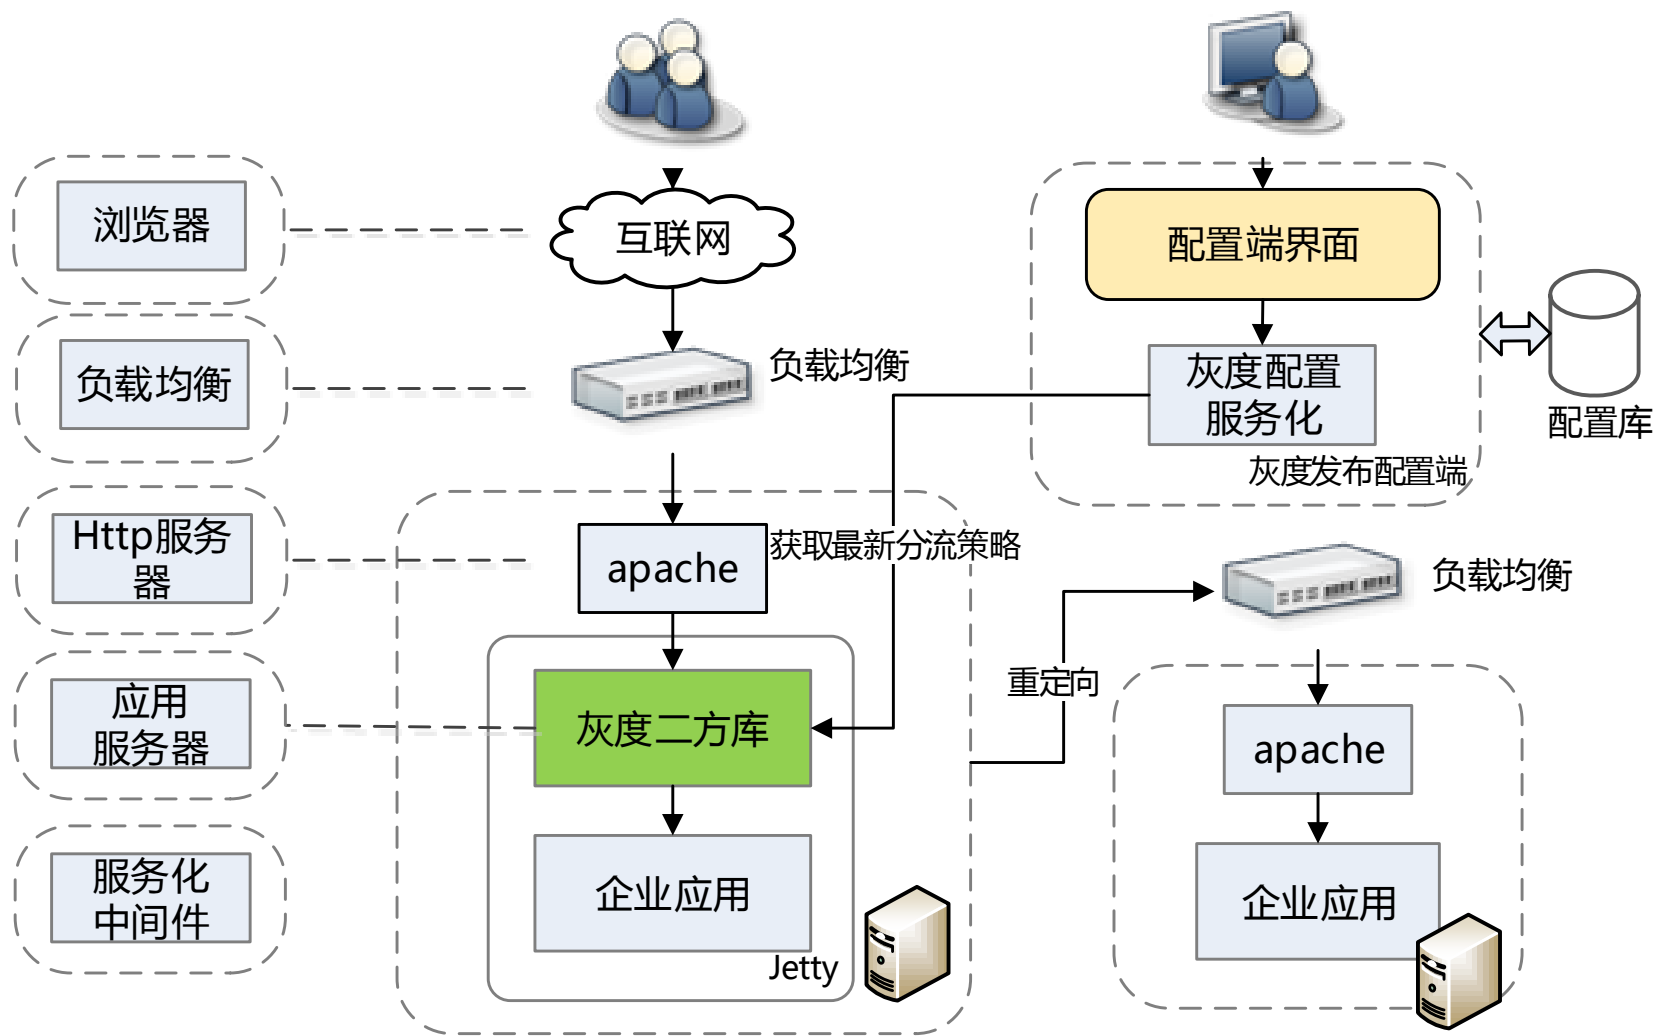 浏览器
负载均衡
Http服务
器
应用
服务器
服务化
中间件
互联网
负载均衡
apache
获取最新分流策略
灰度二方库
企业应用
Jetty
配置端界面
灰度配置
服务化
灰度发布配置端
配置库
重定向
负载均衡
apache
企业应用